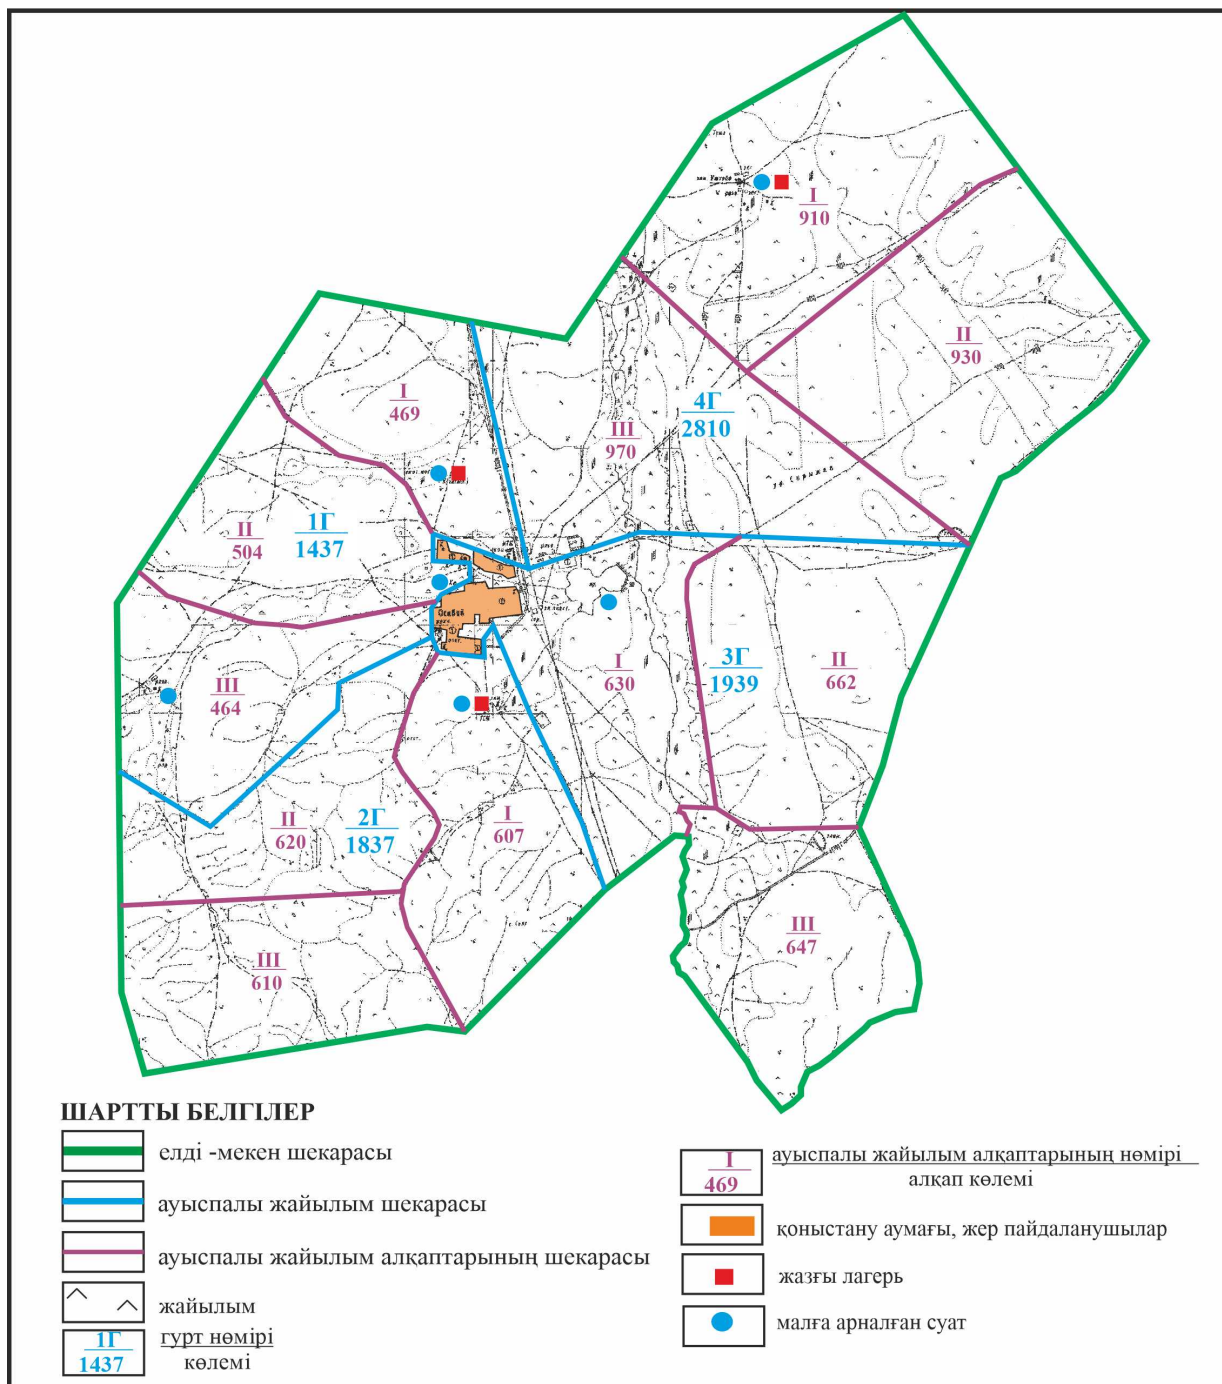 I
910
II
930
4Г
2810
III
970
I
469
1Г
1437
II
504
I
630
3Г
1939
II
662
III
464
II
620
2Г
1837
I
607
III
610
III
647
ШАРТТЫ БЕЛГІЛЕР
елді -мекен шекарасы
ауыспалы жайылым шекарасы
ауыспалы жайылым алқаптарының шекарасы
жайылым
1Г
1437
гурт нөмірі
көлемі
I
469
ауыспалы жайылым алқаптарының нөмірі
алқап көлемі
қоныстану аумағы, жер пайдаланушылар
жазғы лагерь
малға арналған суат